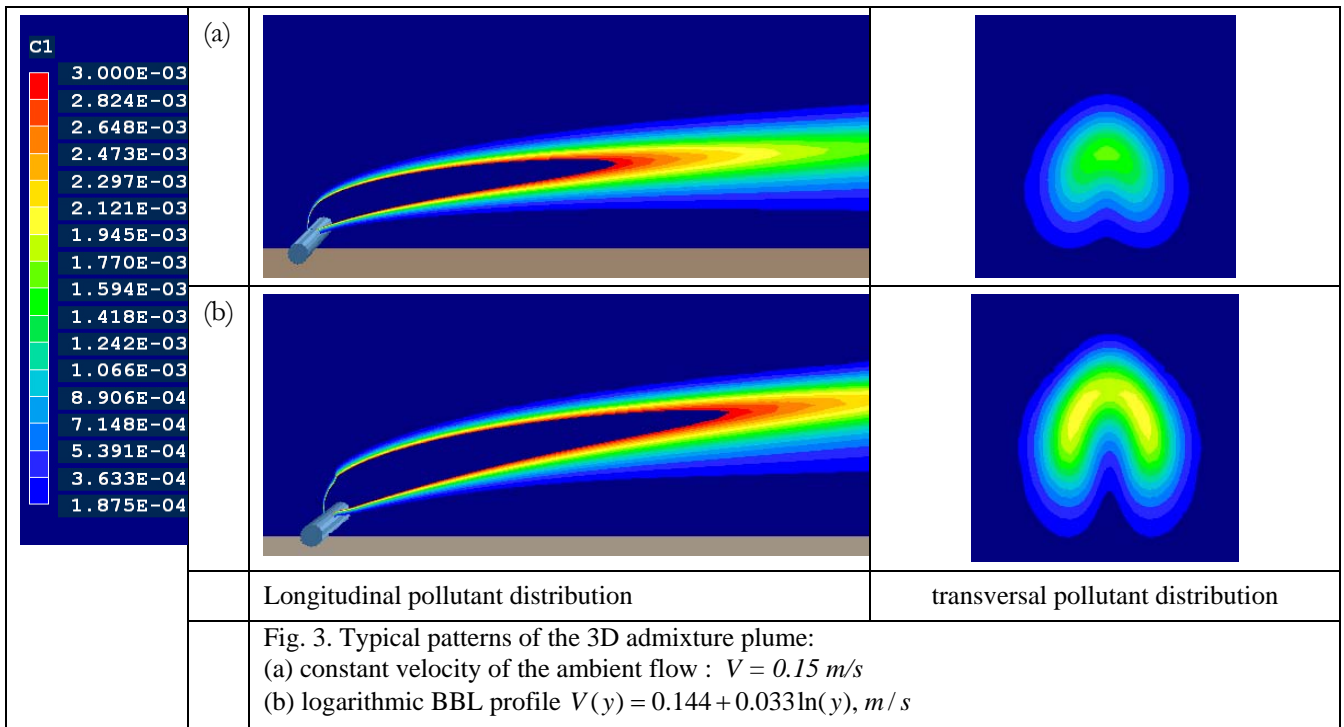 C1
3.000E-03
2.824E-03
2.648E-03
2.473E-03
2.297E-03
2.121E-03
1.945E-03
1.770E-03
1.594E-03
1.418E-03
1.242E-03
1.066E-03
8.906E-04
7.148E-04
5.391E-04
3.633E-04
1.875E-04
(a)
(b)
Longitudinal pollutant distribution
transversal pollutant distribution
Fig. 3. Typical patterns of the 3D admixture plume:
(a) constant velocity of the ambient flow : V = 0.15 m/s
(b) logarithmic BBL profile V(y) = 0.144 + 0.033ln(y), m/s